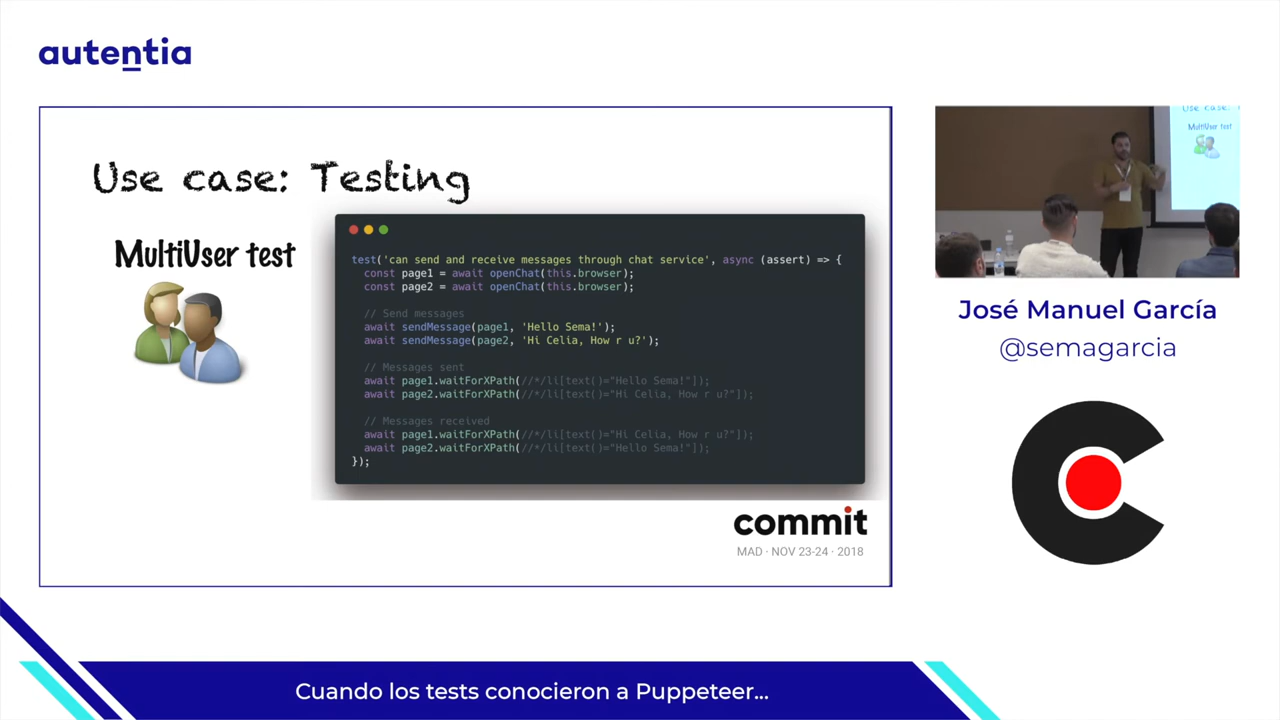 autentia
Use case: Testing
MultiUser test
test('can send and receive messages through chat service', async (assert) => {
const page1 = await openChat(this.browser);
const page2 = await openChat(this.browser);
// Send messages
await sendMessage(page1, 'Hello Sema!');
await sendMessage(page2, 'Hi Celia, How r u?');
// Messages sent
await page1.waitForXPath(//*/li[text()="Hello Sema!"]);
await page2.waitForXPath(//*/li[text()="Hi Celia, How r u?"]);
// Messages received
await page1.waitForXPath(//*/li[text()="Hi Celia, How r u?"]);
await page2.waitForXPath(//*/li[text()="Hello Sema!"]);
});
commit
MAD · NOV 23-24 · 2018
Use case:
MultiUser test
José Manuel García
@semagarcia
Cuando los tests conocieron a Puppeteer...